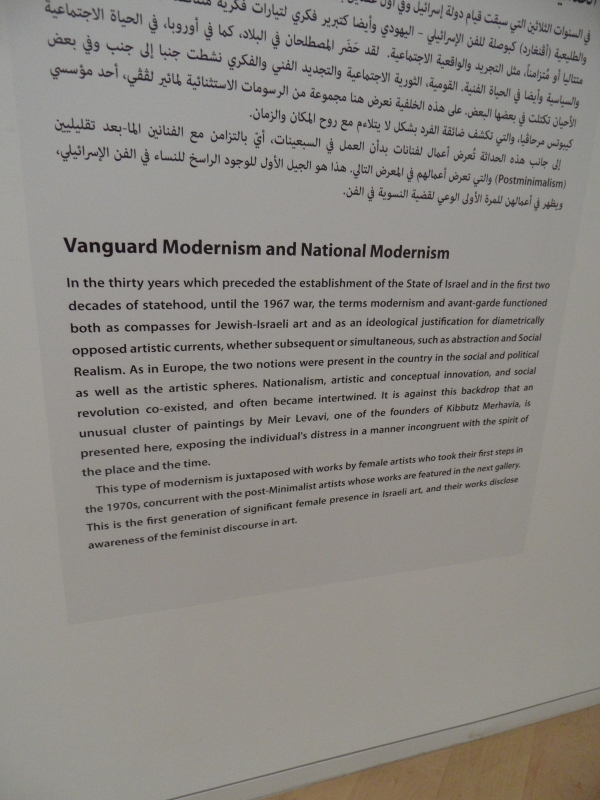 في السنوات الثلاثين التي سبقت قيام دولة إسرائيل وفي أول
والطليعية (أڤنغارد) كبوصلة للفن الإسرائيلي - اليهودي وأيضا كتبرير فكري لتيارات فكرية
متتاليا أو مُتزامناً، مثل التجريد والواقعية الاجتماعية. لقد حَضَر المصطلحان في البلاد، كما في أوروبا، في الحياة الاجتماعية
والسياسية وأيضا في الحياة الفنية. القومية، الثورية الاجتماعية والتجديد الفني والفكري نشطت جنبا إلى جنب وفي بعض
الأحيان تكتلت في بعضها البعض. على هذه الخلفية نعرض هنا مجموعة من الرسومات الاستثنائية لمائير لڤَڤي، أحد مؤسسي
كيبوتس مرحاڤيا، والتي تكشف ضائقة الفرد بشكل لا يتلاءم مع روح المكان والزمان.
إلى جانب هذه الحداثة تُعرض أعمال لفنانات بدأن العمل في السبعينات، أيّ بالتزامن مع الفنانين الما-بعد تقليليين
(Postminimalism) والتي تعرض أعمالهم في المعرض التالي. هذا هو الجيل الأول للوجود الراسخ للنساء في الفن الإسرائيلي،
ويظهر في أعمالهن للمرة الأولى الوعي لقضية النسوية في الفن.
Vanguard Modernism and National Modernism
In the thirty years which preceded the establishment of the State of Israel and in the first two
decades of statehood, until the 1967 war, the terms modernism and avant-garde functioned
both as compasses for Jewish-Israeli art and as an ideological justification for diametrically
opposed artistic currents, whether subsequent or simultaneous, such as abstraction and Social
Realism. As in Europe, the two notions were present in the country in the social and political
as well as the artistic spheres. Nationalism, artistic and conceptual innovation, and social
revolution co-existed, and often became intertwined. It is against this backdrop that an
unusual cluster of paintings by Meir Levavi, one of the founders of Kibbutz Merhavia, is
presented here, exposing the individual's distress in a manner incongruent with the spirit of
the place and the time.
This type of modernism is juxtaposed with works by female artists who took their first steps in
the 1970s, concurrent with the post-Minimalist artists whose works are featured in the next gallery.
This is the first generation of significant female presence in Israeli art, and their works disclose
awareness of the feminist discourse in art.